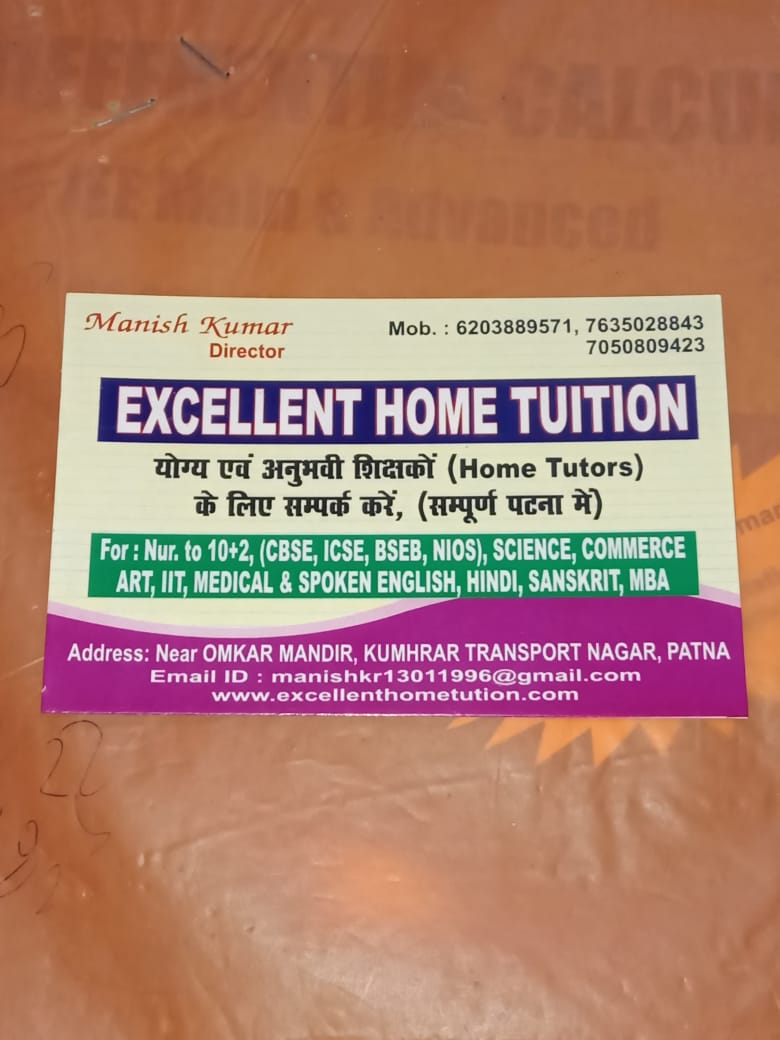 DIFFERENTIAL CALCU
JEE Main & Advanced
Manish Kumar
Director
Mob. : 6203889571, 7635028843
7050809423
EXCELLENT HOME TUITION
योग्य एवं अनुभवी शिक्षकों (Home Tutors)
के लिए सम्पर्क करें, (सम्पूर्ण पटना में)
For : Nur. to 10+2, (CBSE, ICSE, BSEB, NIOS), SCIENCE, COMMERCE
ART, IIT, MEDICAL & SPOKEN ENGLISH, HINDI, SANSKRIT, MBA
Address: Near OMKAR MANDIR, KUMHRAR TRANSPORT NAGAR, PATNA
Email ID : manishkr13011996@gmail.com
www.excellenthometution.com